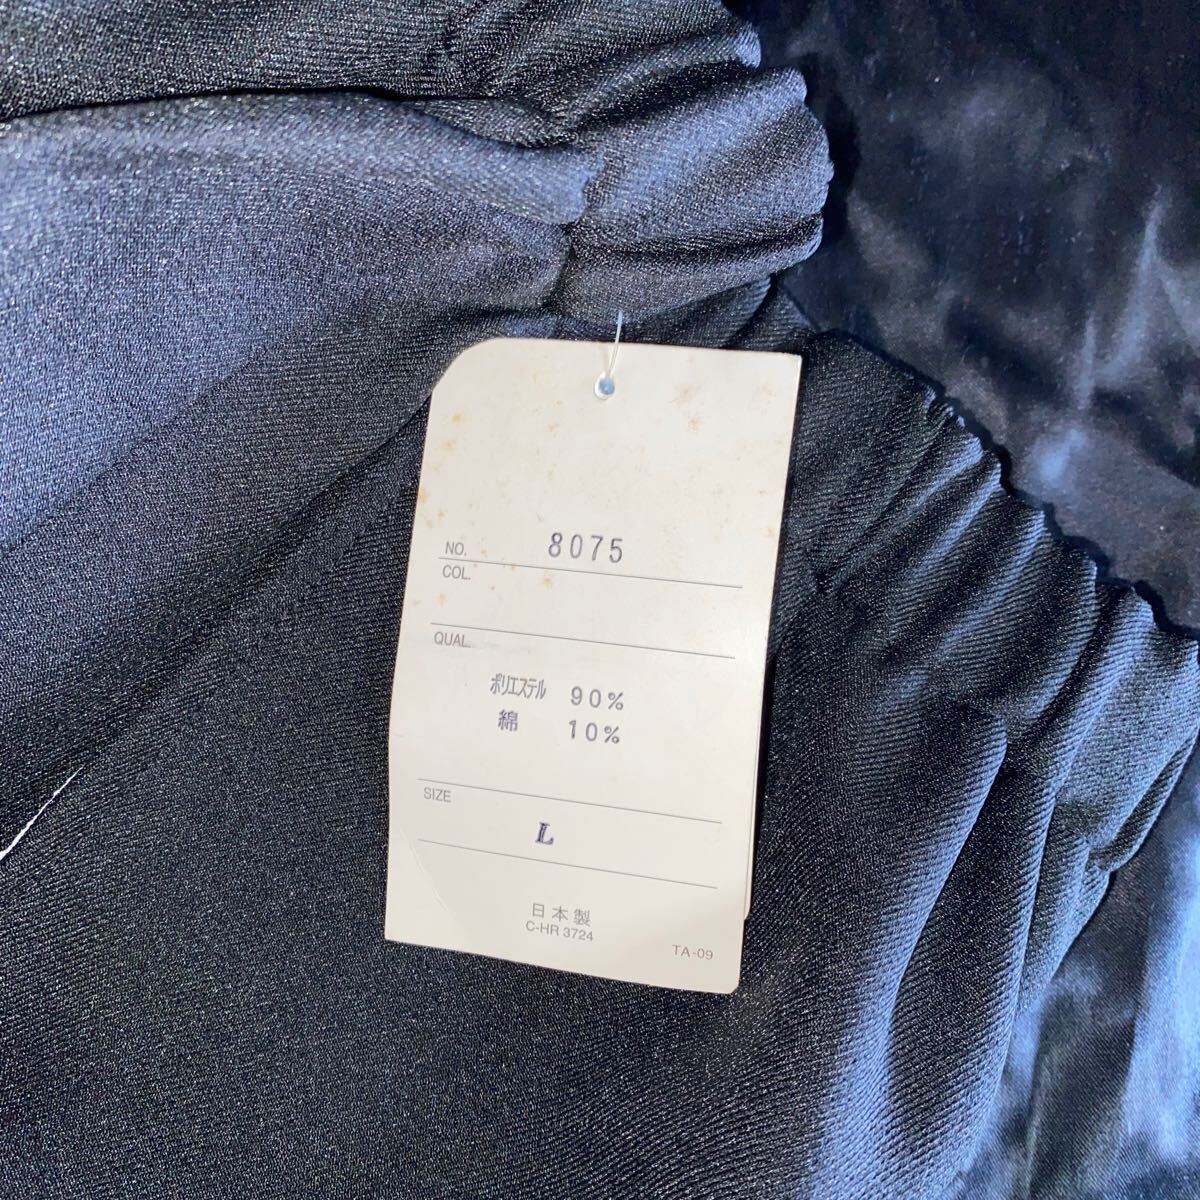 NO. 8075
COL.
QUAL.
ポリエステル 90%
綿 10%
SIZE
L
日本製
C-HR 3724
TA-09